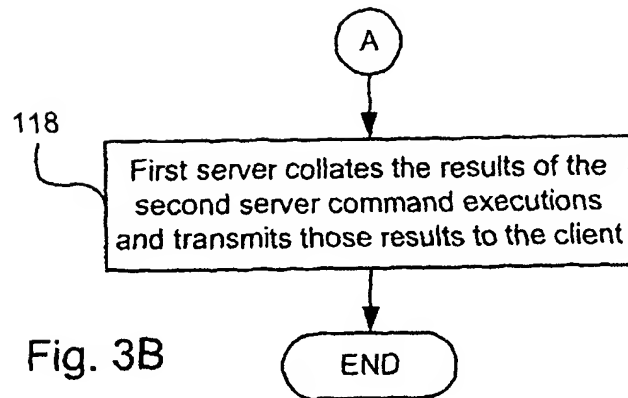 A
118
First server collates the results of the
second server command executions
and transmits those results to the client
Fig. 3B
END